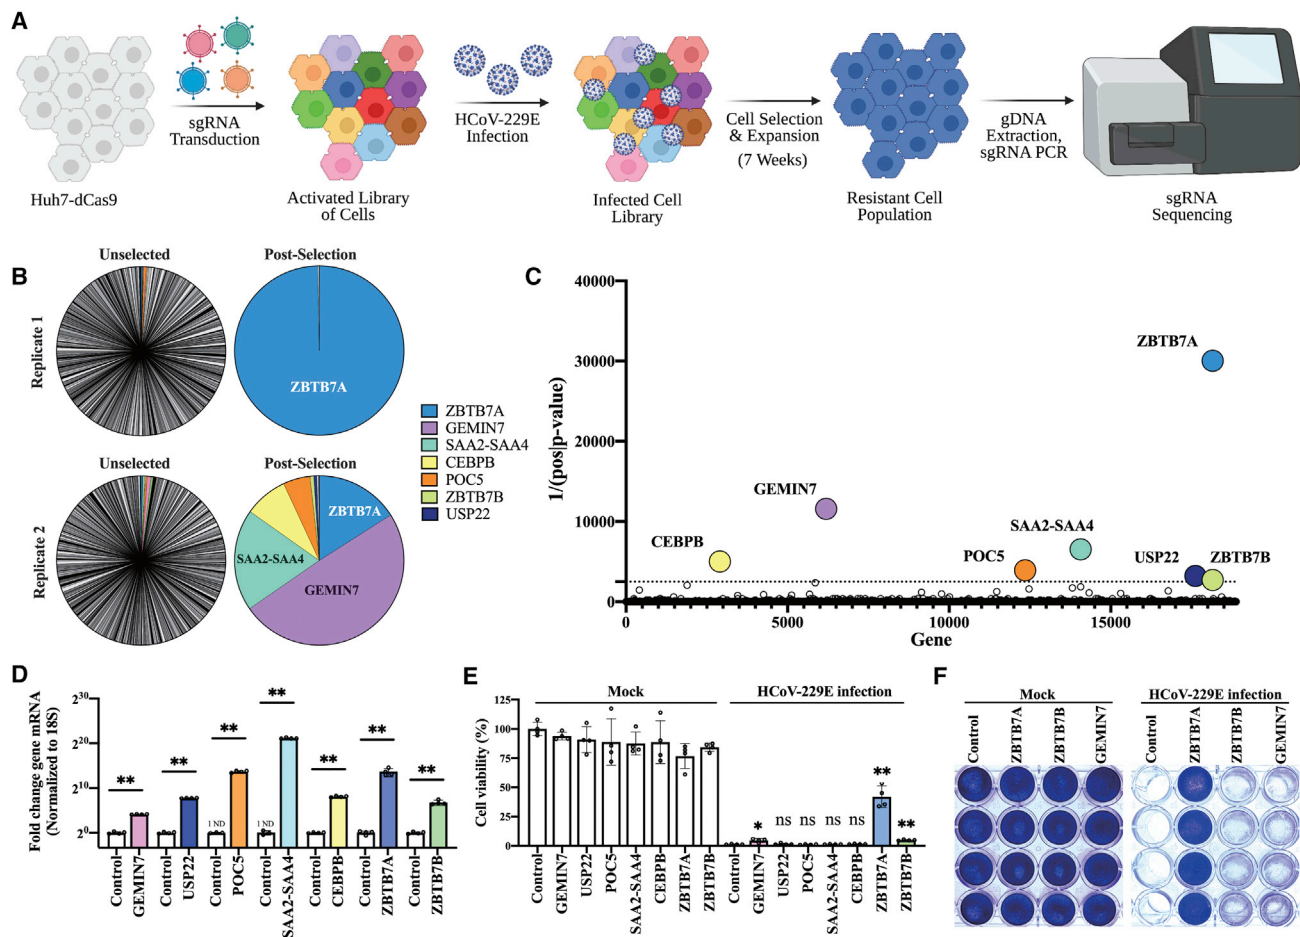 A
sgRNA
Transduction
HCoV-229E
Infection
Cell Selection
& Expansion
(7 Weeks)
gDNA
Extraction,
sgRNA PCR
Huh7-dCas9
Activated Library
of Cells
Infected Cell
Library
Resistant Cell
Population
sgRNA
Sequencing
B
Unselected
Post-Selection
Replicate 1
ZBTB7A
Unselected
Post-Selection
Replicate 2
ZBTB7A
SAA2-SAA4
GEMIN7
ZBTB7A
GEMIN7
SAA2-SAA4
CEBPB
POC5
ZBTB7B
USP22
C
1/(pos|p-value)
40000
30000
20000
10000
0
ZBTB7A
GEMIN7
SAA2-SAA4
CEBPB
POC5
USP22
ZBTB7B
0
5000
10000
15000
Gene
D
Fold change gene mRNA
(Normalized to 18S)
2^30
2^20
2^10
2^0
**
**
**
**
**
**
**
1 ND
1 ND
Control
GEMIN7
Control
USP22
Control
POC5
Control
SAA2-SAA4
Control
CEBPB
Control
ZBTB7A
Control
ZBTB7B
E
Mock
HCoV-229E infection
Cell viability (%)
125
100
75
50
25
0
*
ns
ns
ns
ns
**
**
Control
GEMIN7
USP22
POC5
SAA2-SAA4
CEBPB
ZBTB7A
ZBTB7B
Control
GEMIN7
USP22
POC5
SAA2-SAA4
CEBPB
ZBTB7A
ZBTB7B
F
Mock
HCoV-229E infection
Control
ZBTB7A
ZBTB7B
GEMIN7
Control
ZBTB7A
ZBTB7B
GEMIN7